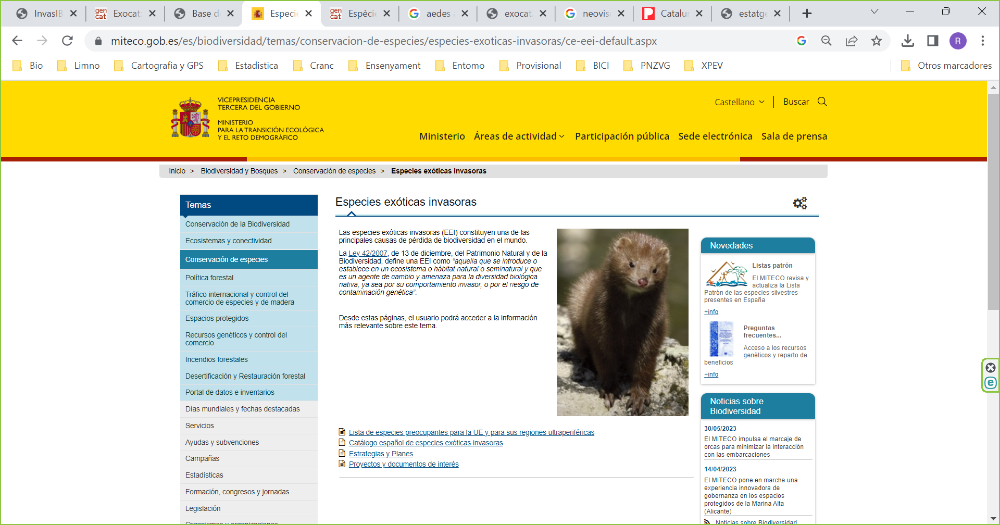 InvasIB
Exocat
Base d
Especie
Espècie
aedes a
exocat
neovis
Catalu
estatge
miteco.gob.es/es/biodiversidad/temas/conservacion-de-especies/especies-exoticas-invasoras/ce-eei-default.aspx
R
Bio
Limno
Cartografia y GPS
Estadistica
Cranc
Ensenyament
Entomo
Provisional
BICI
PNZVG
XPEV
Otros marcadores
VICEPRESIDENCIA
TERCERA DEL GOBIERNO
MINISTERIO
PARA LA TRANSICIÓN ECOLÓGICA
Y EL RETO DEMOGRÁFICO
Castellano
Buscar
Ministerio
Áreas de actividad
Participación pública
Sede electrónica
Sala de prensa
Inicio > Biodiversidad y Bosques > Conservación de especies > Especies exóticas invasoras
Temas
Conservación de la Biodiversidad
Ecosistemas y conectividad
Conservación de especies
Política forestal
Tráfico internacional y control del
comercio de especies y de madera
Espacios protegidos
Recursos genéticos y control del
comercio
Incendios forestales
Desertificación y Restauración forestal
Portal de datos e inventarios
Días mundiales y fechas destacadas
Servicios
Ayudas y subvenciones
Campañas
Estadísticas
Formación, congresos y jornadas
Legislación
Organismos y organizaciones
Especies exóticas invasoras
Las especies exóticas invasoras (EEI) constituyen una de las
principales causas de pérdida de biodiversidad en el mundo.
La Ley 42/2007, de 13 de diciembre, del Patrimonio Natural y de la
Biodiversidad, define una EEI como “aquella que se introduce o
establece en un ecosistema o hábitat natural o seminatural y que
es un agente de cambio y amenaza para la diversidad biológica
nativa, ya sea por su comportamiento invasor, o por el riesgo de
contaminación genética”.
Desde estas páginas, el usuario podrá acceder a la información
más relevante sobre este tema.
Lista de especies preocupantes para la UE y para sus regiones ultraperiféricas
Catálogo español de especies exóticas invasoras
Estrategias y Planes
Proyectos y documentos de interés
Novedades
Listas patrón
El MITECO revisa y
actualiza la Lista
Patrón de las especies silvestres
presentes en España
+info
Preguntas
frecuentes...
Acceso a los recursos
genéticos y reparto de
beneficios
+info
Noticias sobre
Biodiversidad
30/05/2023
El MITECO impulsa el marcaje de
orcas para minimizar la interacción
con las embarcaciones
14/04/2023
El MITECO pone en marcha una
experiencia innovadora de
gobernanza en los espacios
protegidos de la Marina Alta
(Alicante)
Noticias sobre Biodiversidad